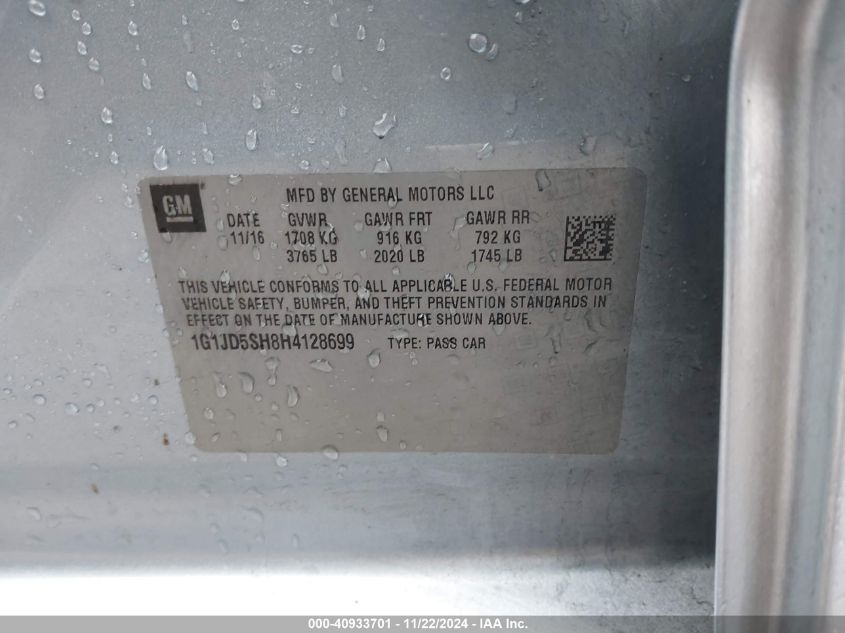 GM
MFD BY GENERAL MOTORS LLC
DATE GVWR GAWR FRT GAWR RR
11/16 1708 KG 916 KG 792 KG
3765 LB 2020 LB 1745 LB
THIS VEHICLE CONFORMS TO ALL APPLICABLE U.S. FEDERAL MOTOR
VEHICLE SAFETY, BUMPER, AND THEFT PREVENTION STANDARDS IN
EFFECT ON THE DATE OF MANUFACTURE SHOWN ABOVE.
1G1JD5SH8H4128699 TYPE: PASS CAR
000-40933701 - 11/22/2024 - IAA Inc.